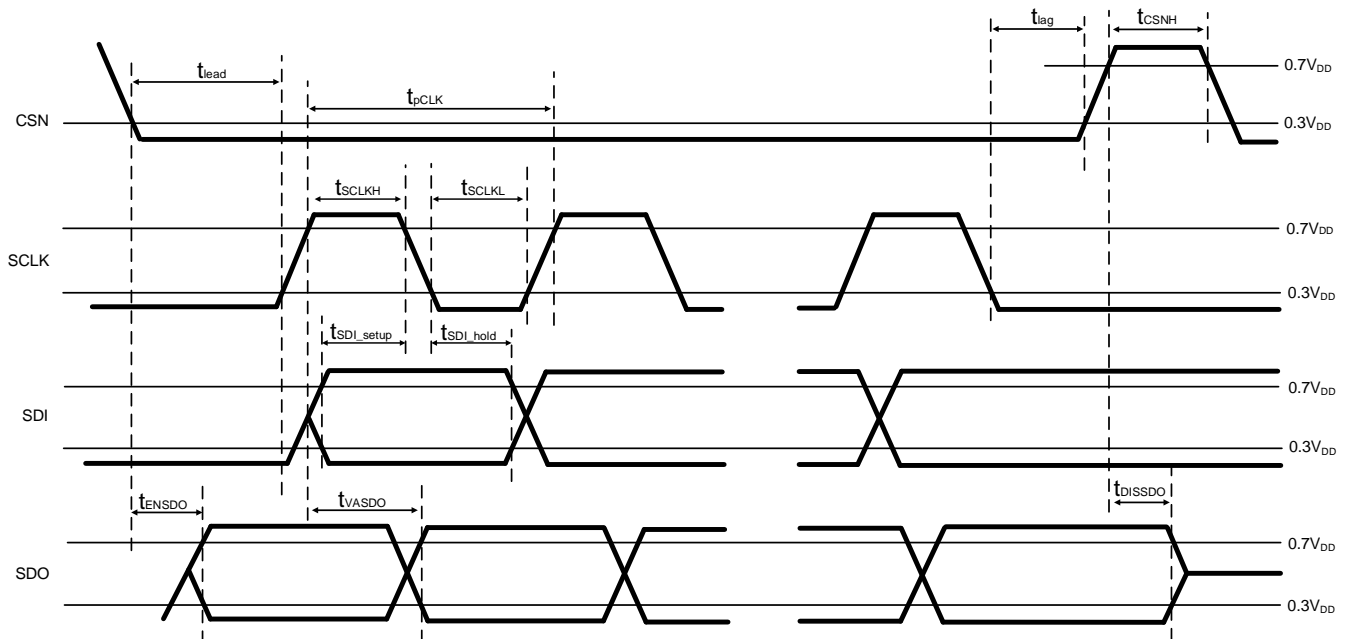 tlag
tCSNH
tlead
0.7VDD
tpCLK
CSN
0.3VDD
tSCLKH
tSCLKL
0.7VDD
SCLK
0.3VDD
tSDI_setup
tSDI_hold
0.7VDD
SDI
0.3VDD
tENSDO
tVASDO
tDISSDO
0.7VDD
SDO
0.3VDD